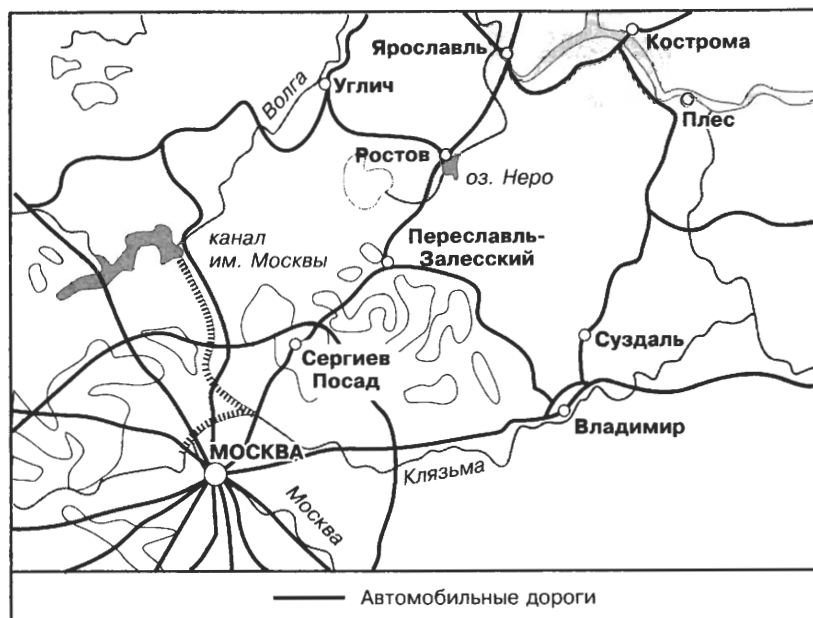 Ярославль
Кострома
Волга
Углич
Плес
Ростов
оз. Неро
канал
им. Москвы
Переславль-
Залесский
Сергиев
Посад
Суздаль
МОСКВА
Владимир
Клязьма
Москва
Автомобильные дороги